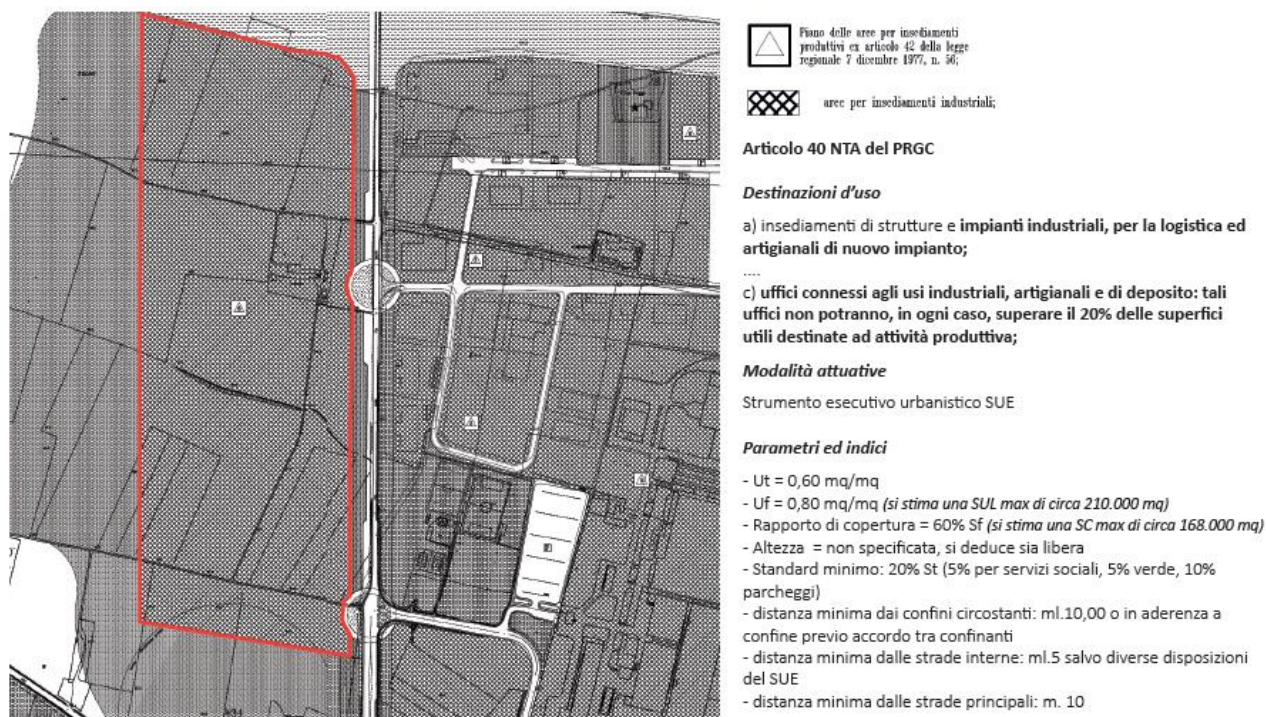 Piano delle aree per insediamenti
produttivi ex articolo 42 della legge
regionale 7 dicembre 1977, n. 56;
aree per insediamenti industriali;
Articolo 40 NTA del PRGC
Destinazioni d'uso
a) insediamenti di strutture e impianti industriali, per la logistica ed
artigianali di nuovo impianto;
....
c) uffici connessi agli usi industriali, artigianali e di deposito: tali
uffici non potranno, in ogni caso, superare il 20% delle superfici
utili destinate ad attività produttiva;
Modalità attuative
Strumento esecutivo urbanistico SUE
Parametri ed indici
- Ut = 0,60 mq/mq
- Uf = 0,80 mq/mq (si stima una SUL max di circa 210.000 mq)
- Rapporto di copertura = 60% Sf (si stima una SC max di circa 168.000 mq)
- Altezza = non specificata, si deduce sia libera
- Standard minimo: 20% St (5% per servizi sociali, 5% verde, 10%
parcheggi)
- distanza minima dai confini circostanti: ml.10,00 o in aderenza a
confine previo accordo tra confinanti
- distanza minima dalle strade interne: ml.5 salvo diverse disposizioni
del SUE
- distanza minima dalle strade principali: m. 10